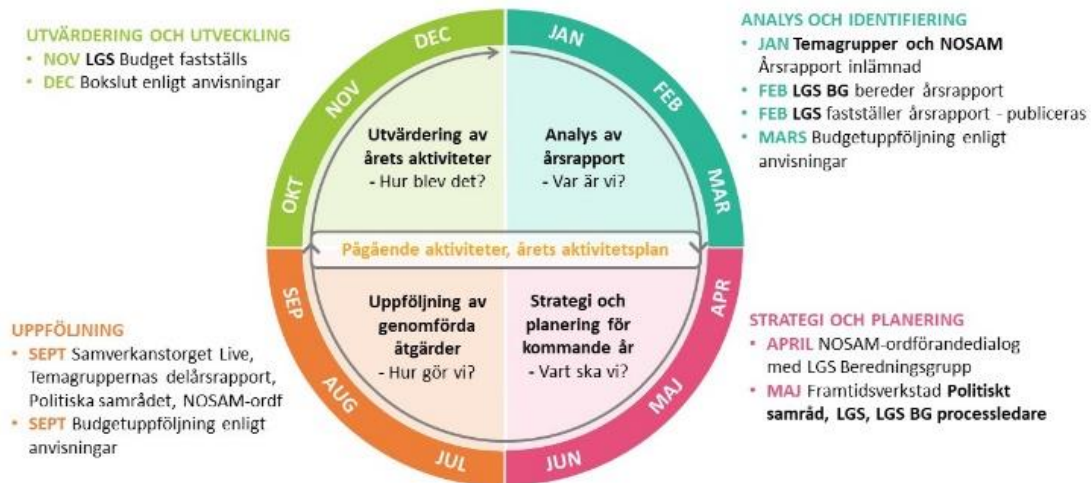 UTVÄRDERING OCH UTVECKLING
• NOV LGS Budget fastställs
• DEC Bokslut enligt anvisningar
ANALYS OCH IDENTIFIERING
• JAN Temagrupper och NOSAM
Årsrapport inlämnad
• FEB LGS BG bereder årsrapport
• FEB LGS fastställer årsrapport - publiceras
• MARS Budgetuppföljning enligt
anvisningar
JAN
FEB
MAR
APR
MAJ
JUN
JUL
AUG
SEP
OKT
NOV
DEC
Utvärdering av
årets aktiviteter
- Hur blev det?
Analys av
årsrapport
- Var är vi?
Pågående aktiviteter, årets aktivitetsplan
Uppföljning av
genomförda
åtgärder
- Hur gör vi?
Strategi och
planering för
kommande år
- Vart ska vi?
UPPFÖLJNING
• SEPT Samverkanstorget Live,
Temagruppernas delårsrapport,
Politiska samrådet, NOSAM-ordf
• SEPT Budgetuppföljning enligt
anvisningar
STRATEGI OCH PLANERING
• APRIL NOSAM-ordförandedialog
med LGS Beredningsgrupp
• MAJ Framtidsverkstad Politiskt
samråd, LGS, LGS BG processledare